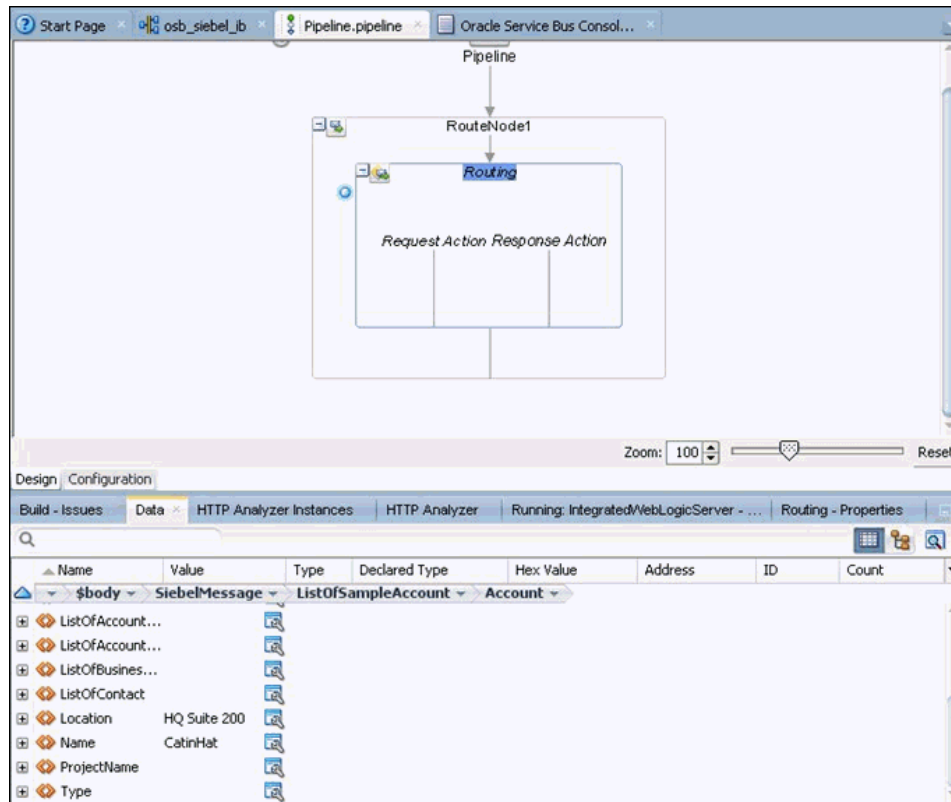 Start Page osb_siebel_ib Pipeline.pipeline Oracle Service Bus Consol...
Pipeline
RouteNode1
Routing
Request Action Response Action
Zoom: 100 Reset
Design Configuration
Build - Issues Data HTTP Analyzer Instances HTTP Analyzer Running: IntegratedWebLogicServer - ... Routing - Properties
Name Value Type Declared Type Hex Value Address ID Count
$body SiebelMessage ListOfSampleAccount Account
ListOfAccount...
ListOfAccount...
ListOfBusines...
ListOfContact
Location HQ Suite 200
Name CatinHat
ProjectName
Type